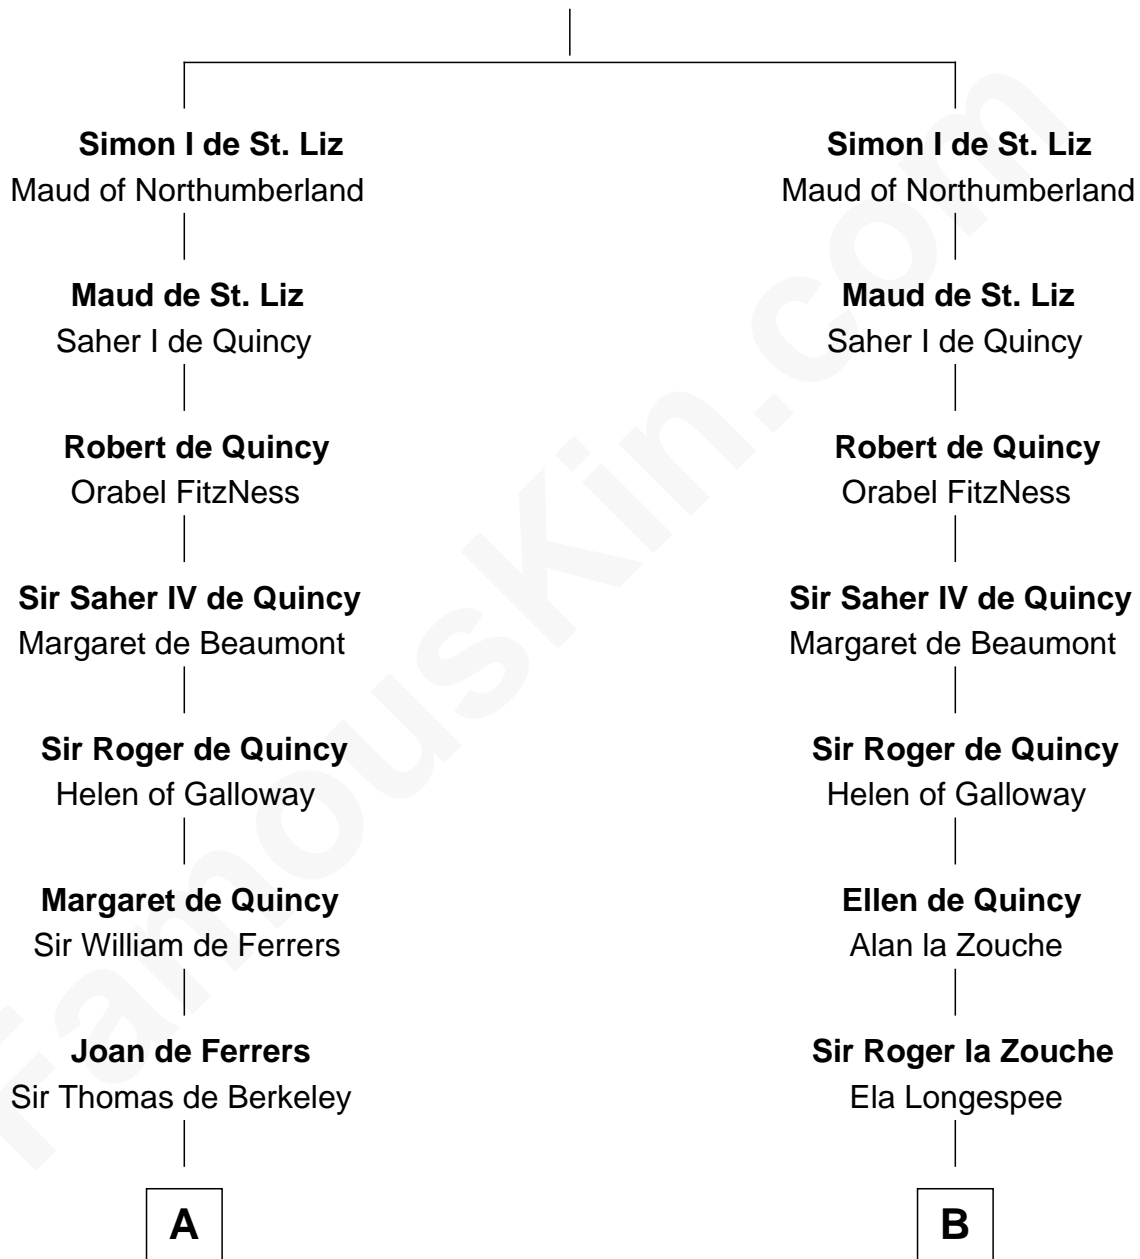 Simon I de St. Liz
Maud of Northumberland
Maud de St. Liz
Saher I de Quincy
Robert de Quincy
Orabel FitzNess
Sir Saher IV de Quincy
Margaret de Beaumont
Sir Roger de Quincy
Helen of Galloway
Margaret de Quincy
Sir William de Ferrers
Joan de Ferrers
Sir Thomas de Berkeley
A
Simon I de St. Liz
Maud of Northumberland
Maud de St. Liz
Saher I de Quincy
Robert de Quincy
Orabel FitzNess
Sir Saher IV de Quincy
Margaret de Beaumont
Sir Roger de Quincy
Helen of Galloway
Ellen de Quincy
Alan la Zouche
Sir Roger la Zouche
Ela Longespee
B
FamousKin.com